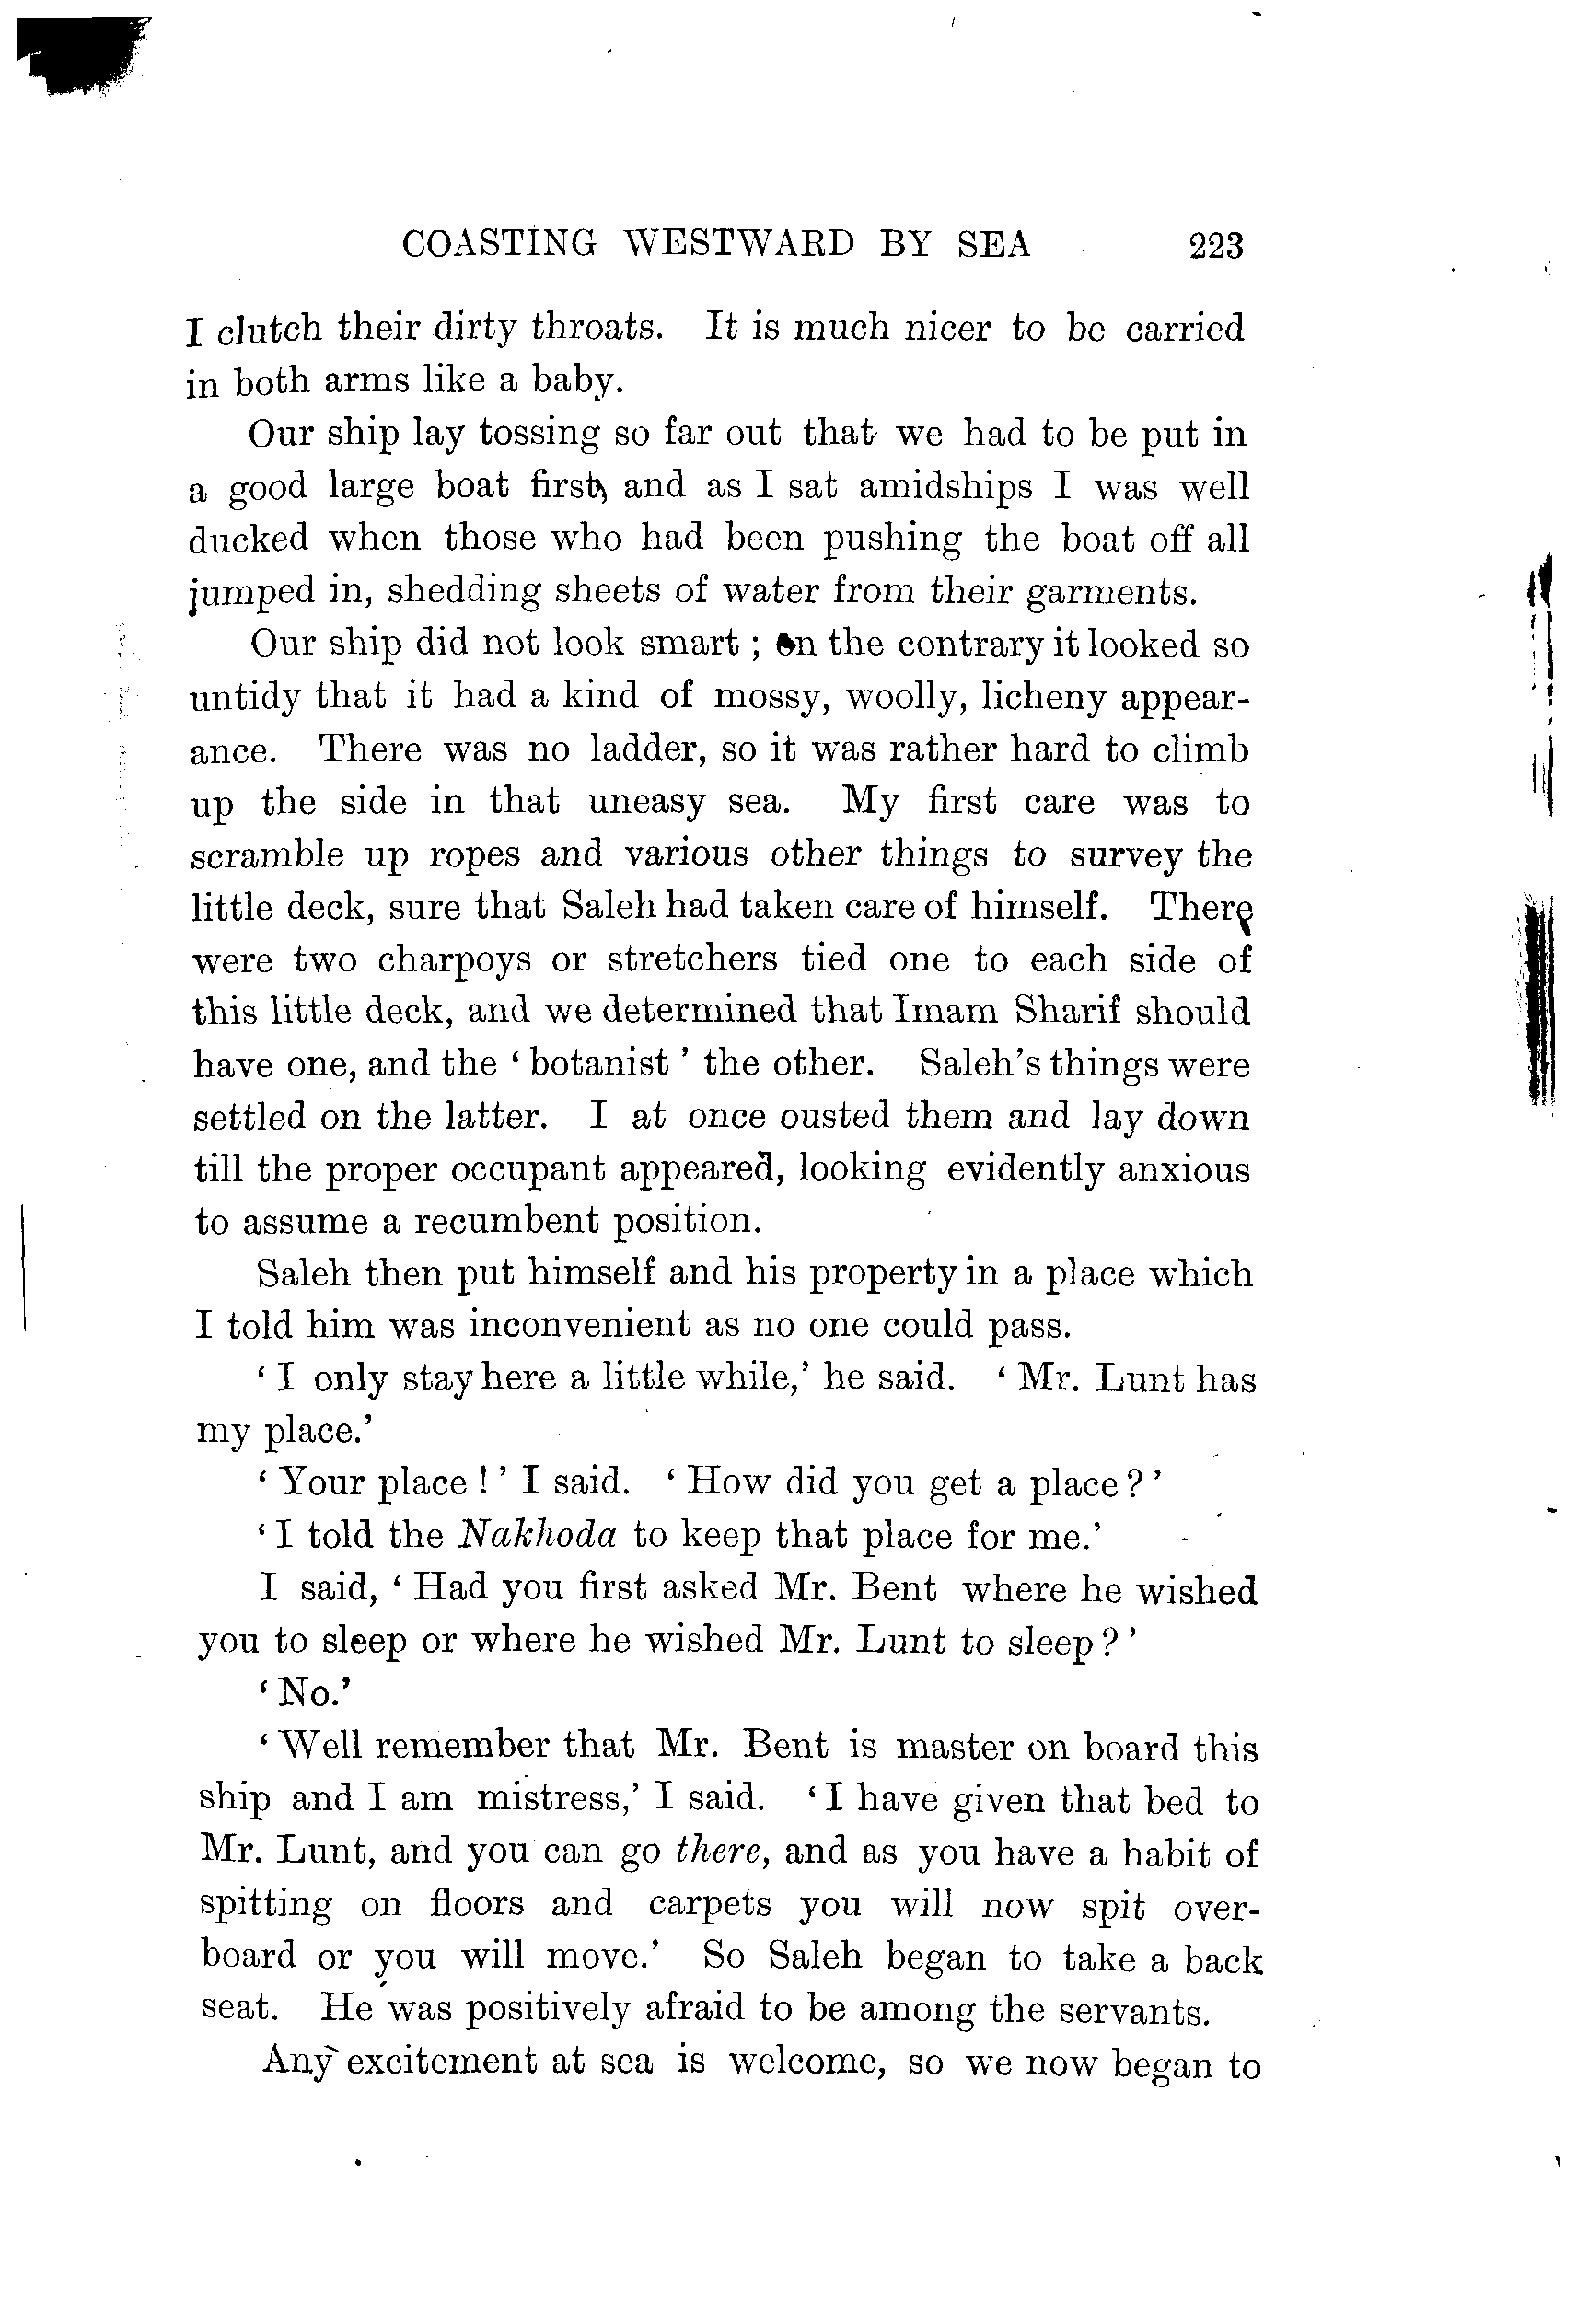 COASTING WESTWARD BY SEA 223
I clutch their dirty throats. It is much nicer to be carried
in both arms like a baby.
Our ship lay tossing so far out that we had to be put in
a good large boat first, and as I sat amidships I was well
ducked when those who had been pushing the boat off all
jumped in, shedding sheets of water from their garments.
Our ship did not look smart ; on the contrary it looked so
untidy that it had a kind of mossy, woolly, licheny appear-
ance. There was no ladder, so it was rather hard to climb
up the side in that uneasy sea. My first care was to
scramble up ropes and various other things to survey the
little deck, sure that Saleh had taken care of himself. There
were two charpoys or stretchers tied one to each side of
this little deck, and we determined that Imam Sharif should
have one, and the ‘ botanist ’ the other. Saleh’s things were
settled on the latter. I at once ousted them and lay down
till the proper occupant appeared, looking evidently anxious
to assume a recumbent position.
Saleh then put himself and his property in a place which
I told him was inconvenient as no one could pass.
‘ I only stay here a little while,’ he said. ‘ Mr. Lunt has
my place.’
‘ Your place ! ’ I said. ‘ How did you get a place ? ’
‘ I told the Nakhoda to keep that place for me.’
I said, ‘ Had you first asked Mr. Bent where he wished
you to sleep or where he wished Mr. Lunt to sleep ? ’
‘ No.’
‘ Well remember that Mr. Bent is master on board this
ship and I am mistress,’ I said. ‘ I have given that bed to
Mr. Lunt, and you can go there, and as you have a habit of
spitting on floors and carpets you will now spit over-
board or you will move.’ So Saleh began to take a back
seat. He was positively afraid to be among the servants.
Any excitement at sea is welcome, so we now began to